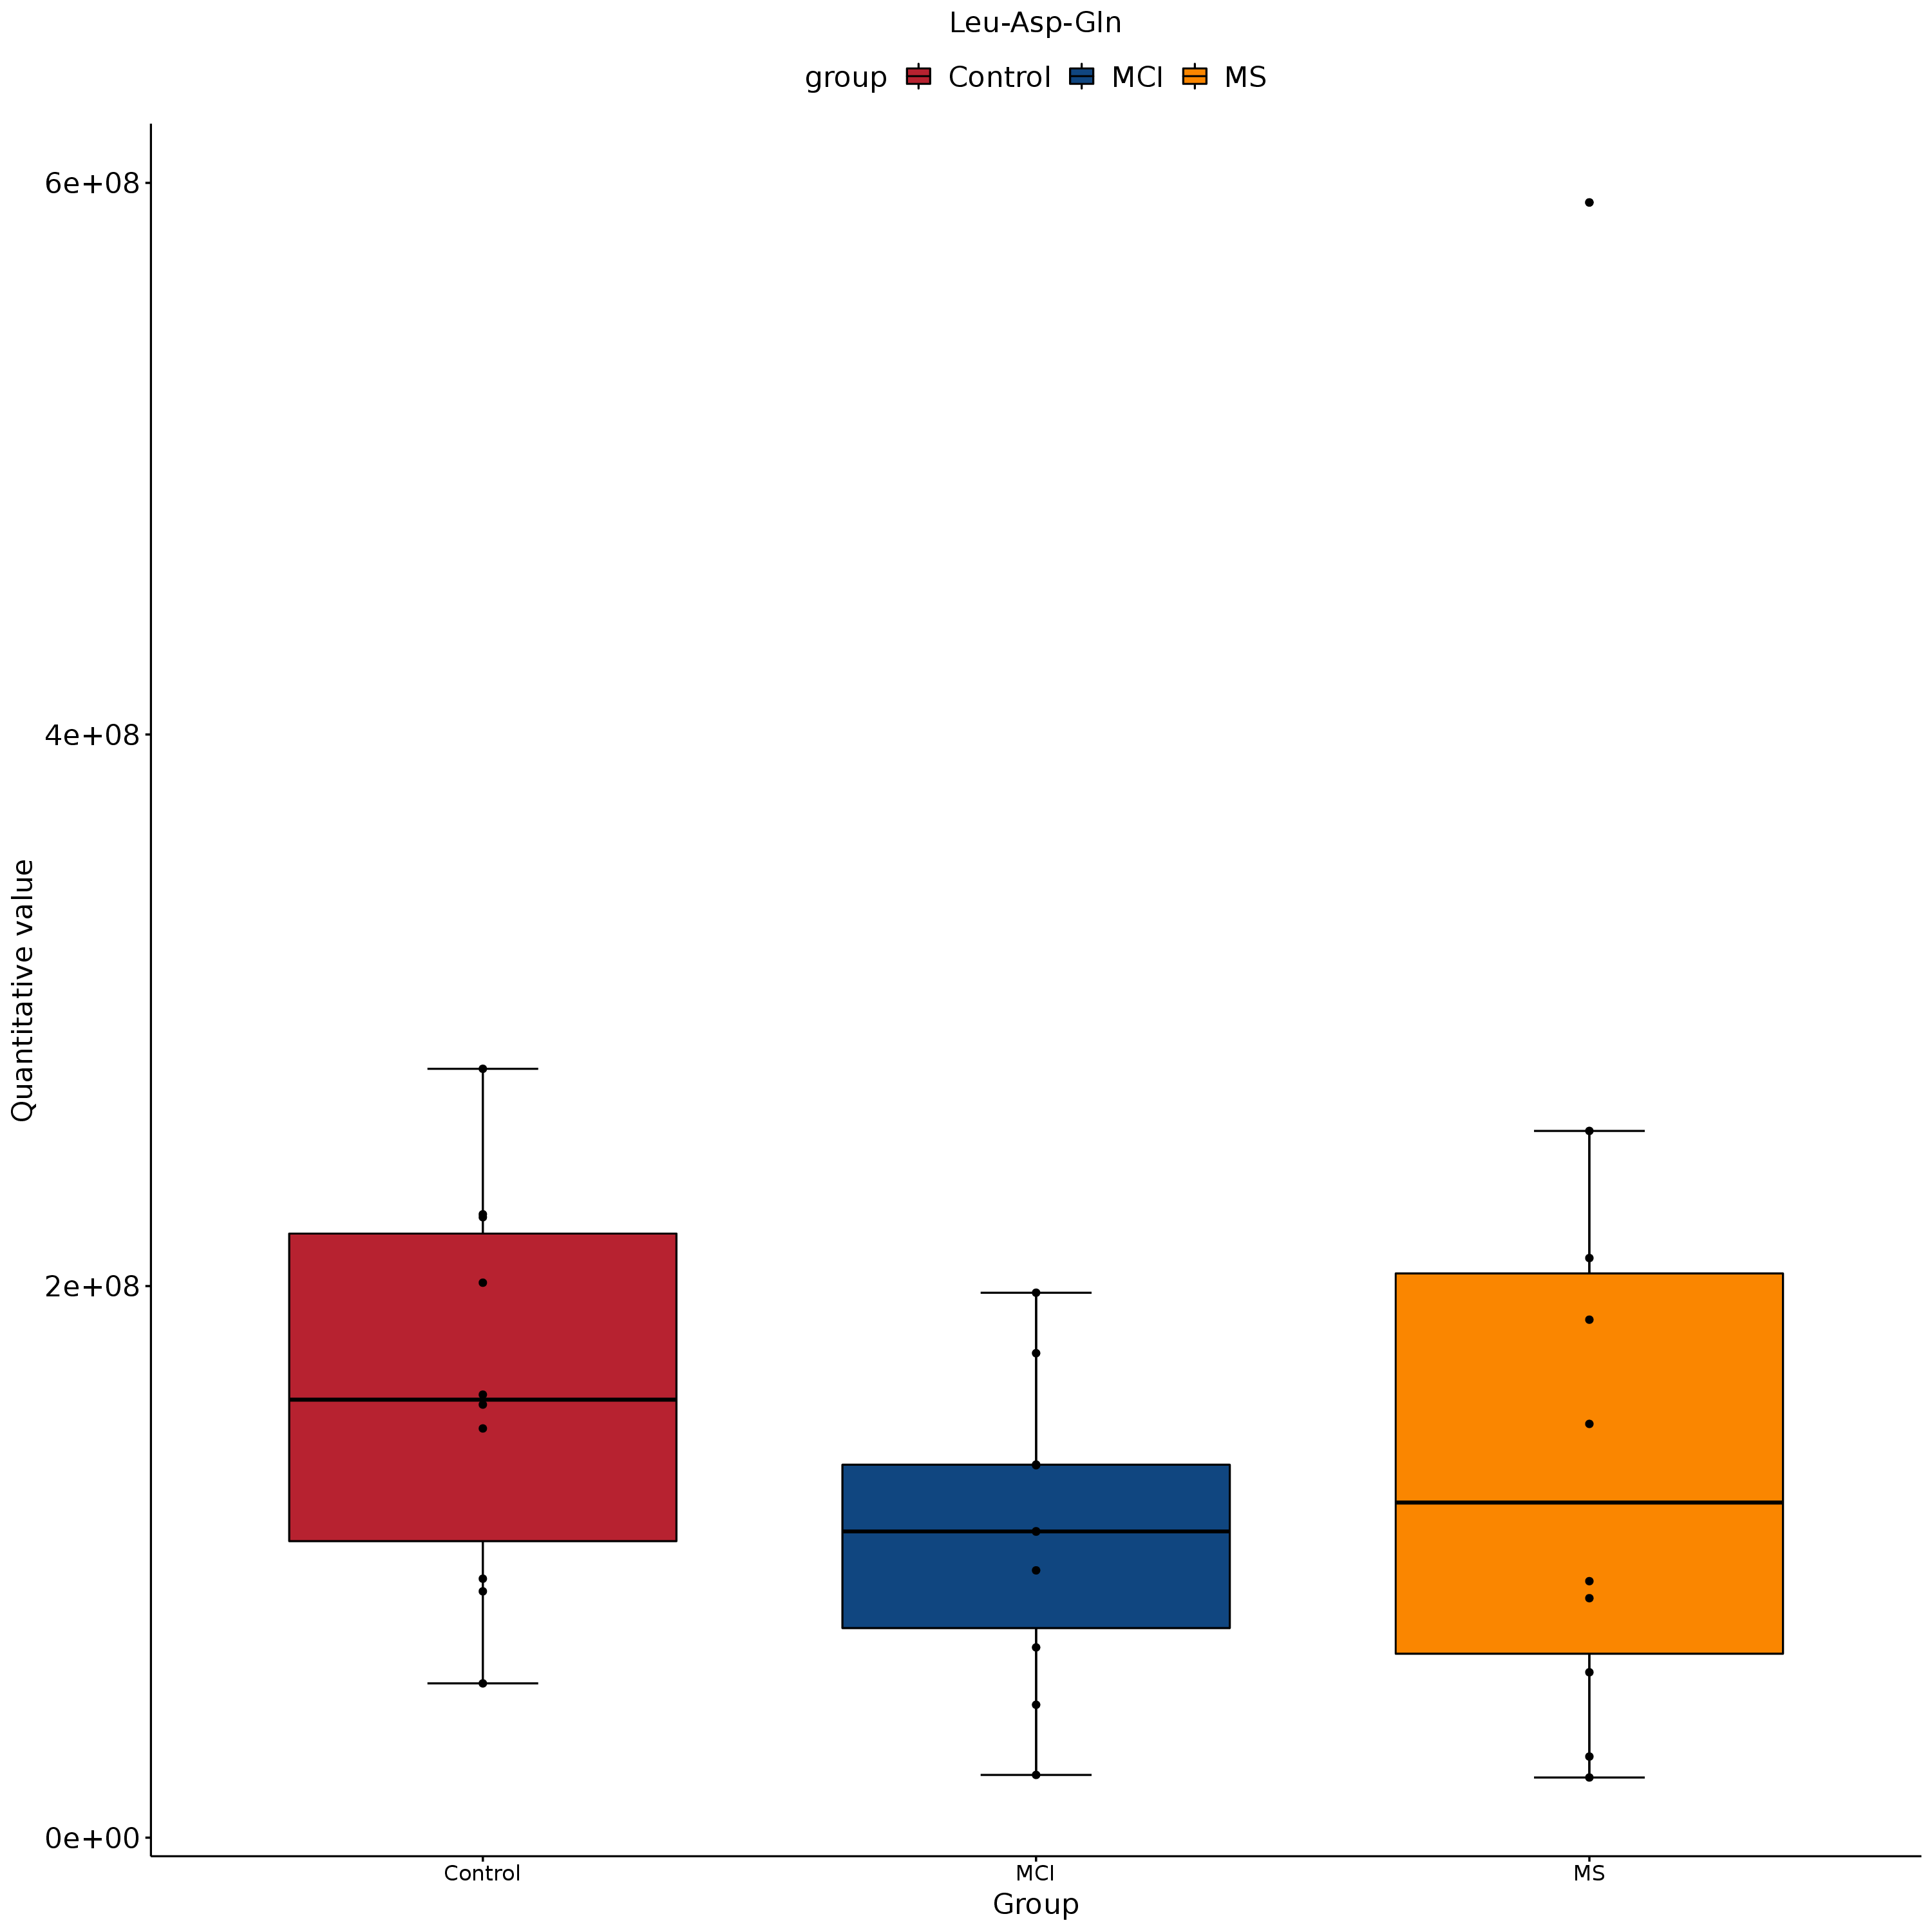 Leu-Asp-Gln
group Control MCI MS
6e+08
4e+08
2e+08
0e+00
Quantitative value
Control MCI MS
Group